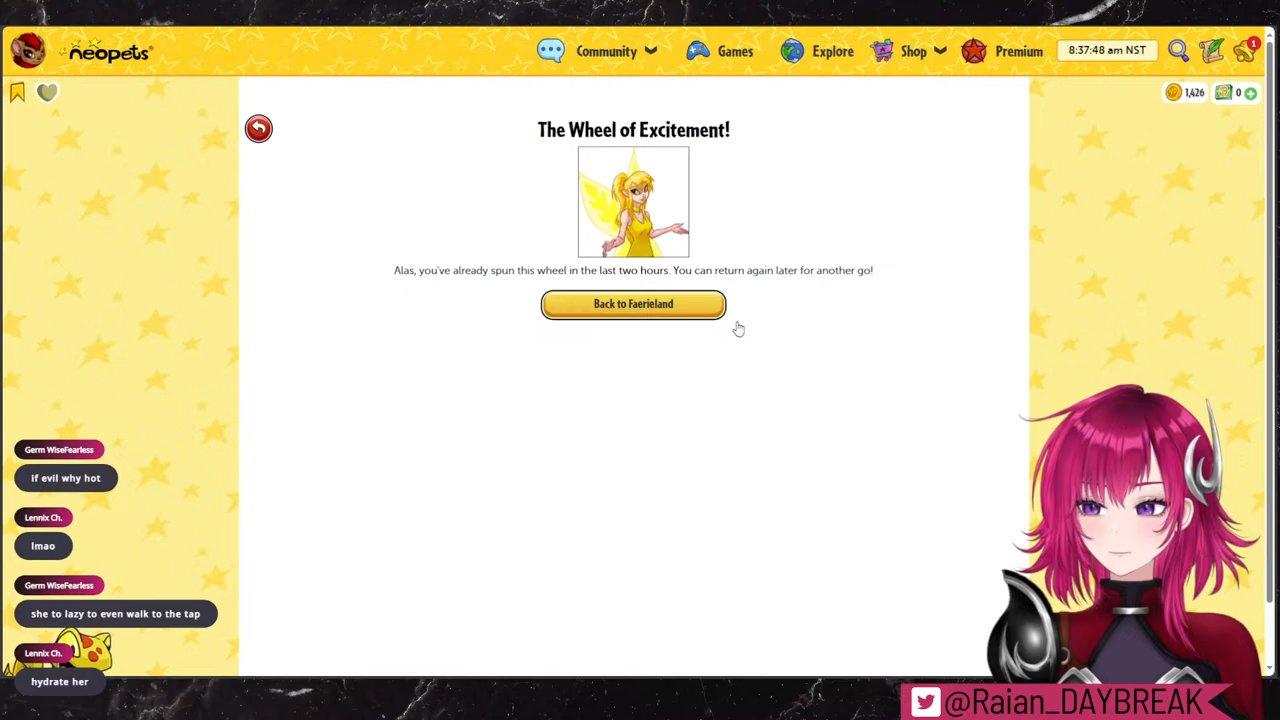 neopets
Community
Games
Explore
Shop
Premium
8:37:48 am NST
1
1,426
0
The Wheel of Excitement!
Alas, you've already spun this wheel in the last two hours. You can return again later for another go!
Back to Faerieland
Germ WiseFearless
if evil why hot
Lennix Ch.
lmao
Germ WiseFearless
she to lazy to even walk to the tap
Lennix Ch.
hydrate her
@Raian_DAYBREAK